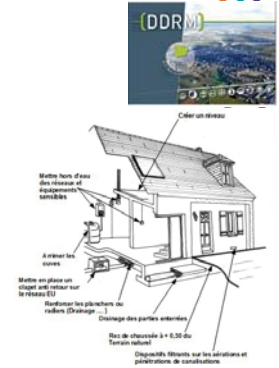 {DDRM}
Créer un niveau
Mettre hors d'eau
des réseaux et
équipements
sensibles
Arrimer les
cuves
Mettre en place un
clapet anti retour sur
le réseau EU
Renforcer les planchers ou
radiers (Drainage .... )
Drainage des parties enterrées
Rez de chaussée à + 0,50 du
Terrain naturel
Dispositifs filtrants sur les aérations et
pénétrations de canalisations